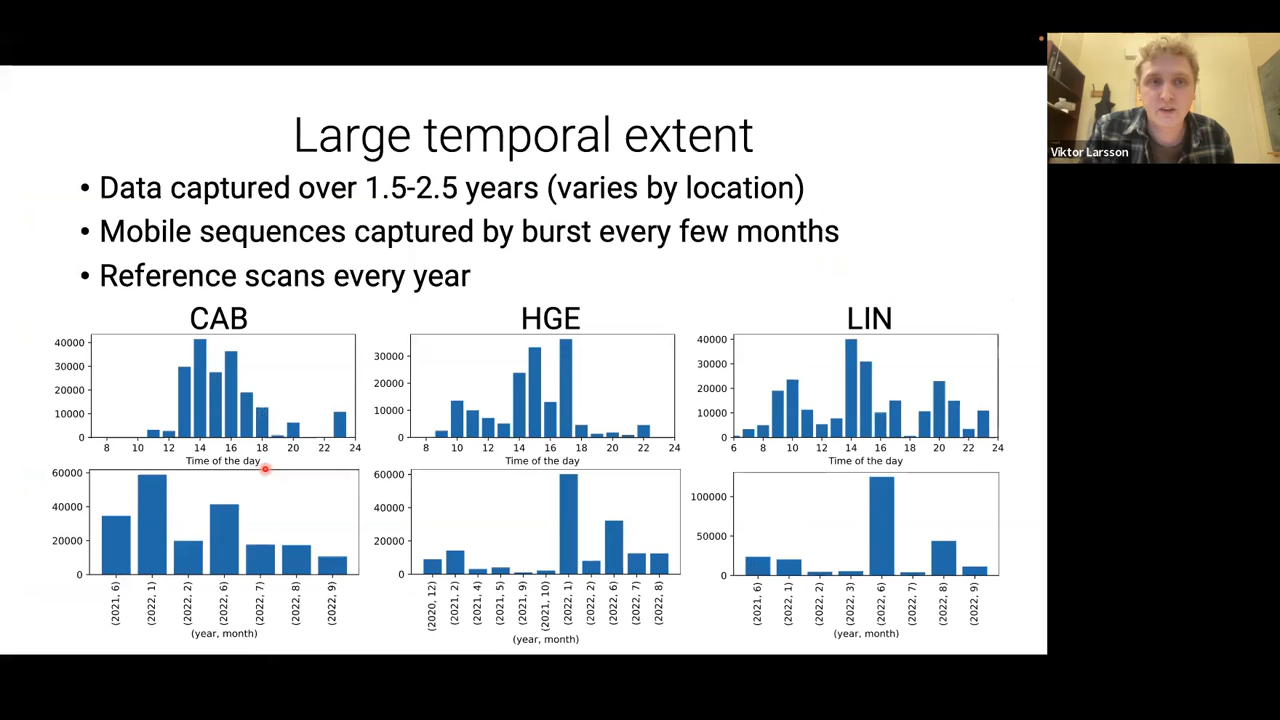 Large temporal extent
• Data captured over 1.5-2.5 years (varies by location)
• Mobile sequences captured by burst every few months
• Reference scans every year
Viktor Larsson
CAB
40000
30000
20000
10000
0
8 10 12 14 16 18 20 22 24
Time of the day
60000
40000
20000
0
(2021, 6) (2022, 1) (2022, 2) (2022, 6) (2022, 7) (2022, 8) (2022, 9)
(year, month)
HGE
30000
20000
10000
0
8 10 12 14 16 18 20 22 24
Time of the day
60000
40000
20000
0
(2020, 12) (2021, 2) (2021, 4) (2021, 5) (2021, 9) (2021, 10) (2022, 1) (2022, 2) (2022, 6) (2022, 7) (2022, 8)
(year, month)
LIN
40000
30000
20000
10000
0
6 8 10 12 14 16 18 20 22 24
Time of the day
100000
50000
0
(2021, 6) (2022, 1) (2022, 2) (2022, 3) (2022, 6) (2022, 7) (2022, 8) (2022, 9)
(year, month)